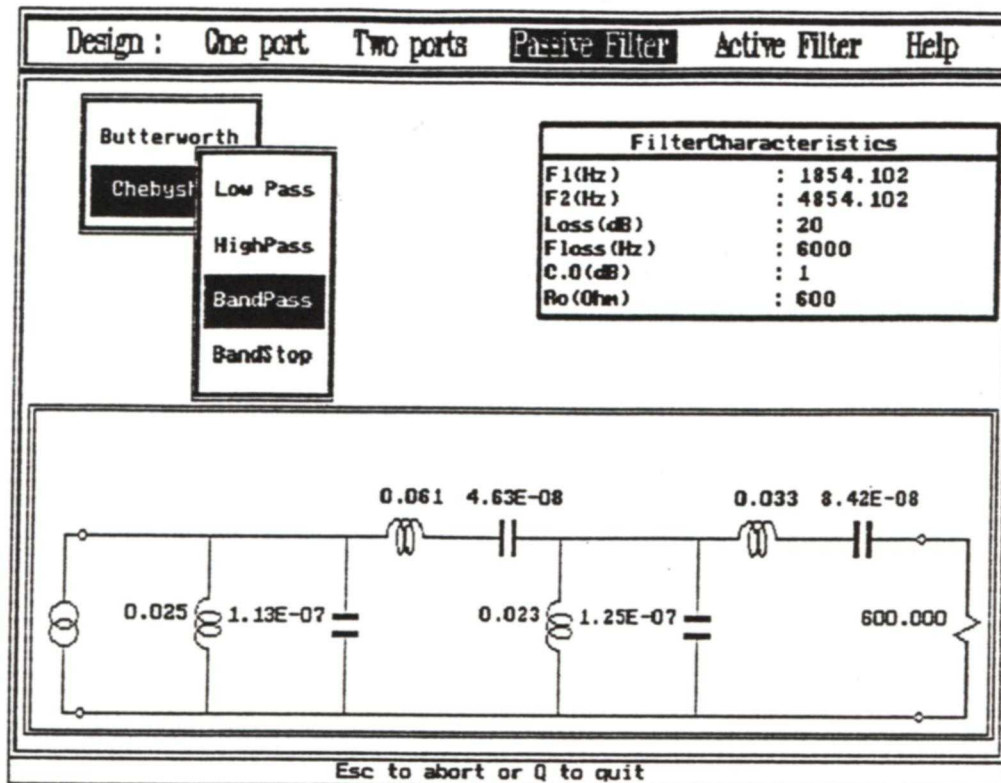 Design : One port Two ports Passive Filter Active Filter Help
Butterworth
Chebysh
Low Pass
HighPass
BandPass
BandStop
FilterCharacteristics
F1(Hz) : 1854.102
F2(Hz) : 4854.102
Loss(dB) : 20
Floss(Hz) : 6000
C.O(dB) : 1
Ro(Ohm) : 600
0.061 4.63E-08 0.033 8.42E-08
0.025 1.13E-07 0.023 1.25E-07 600.000
Esc to abort or Q to quit